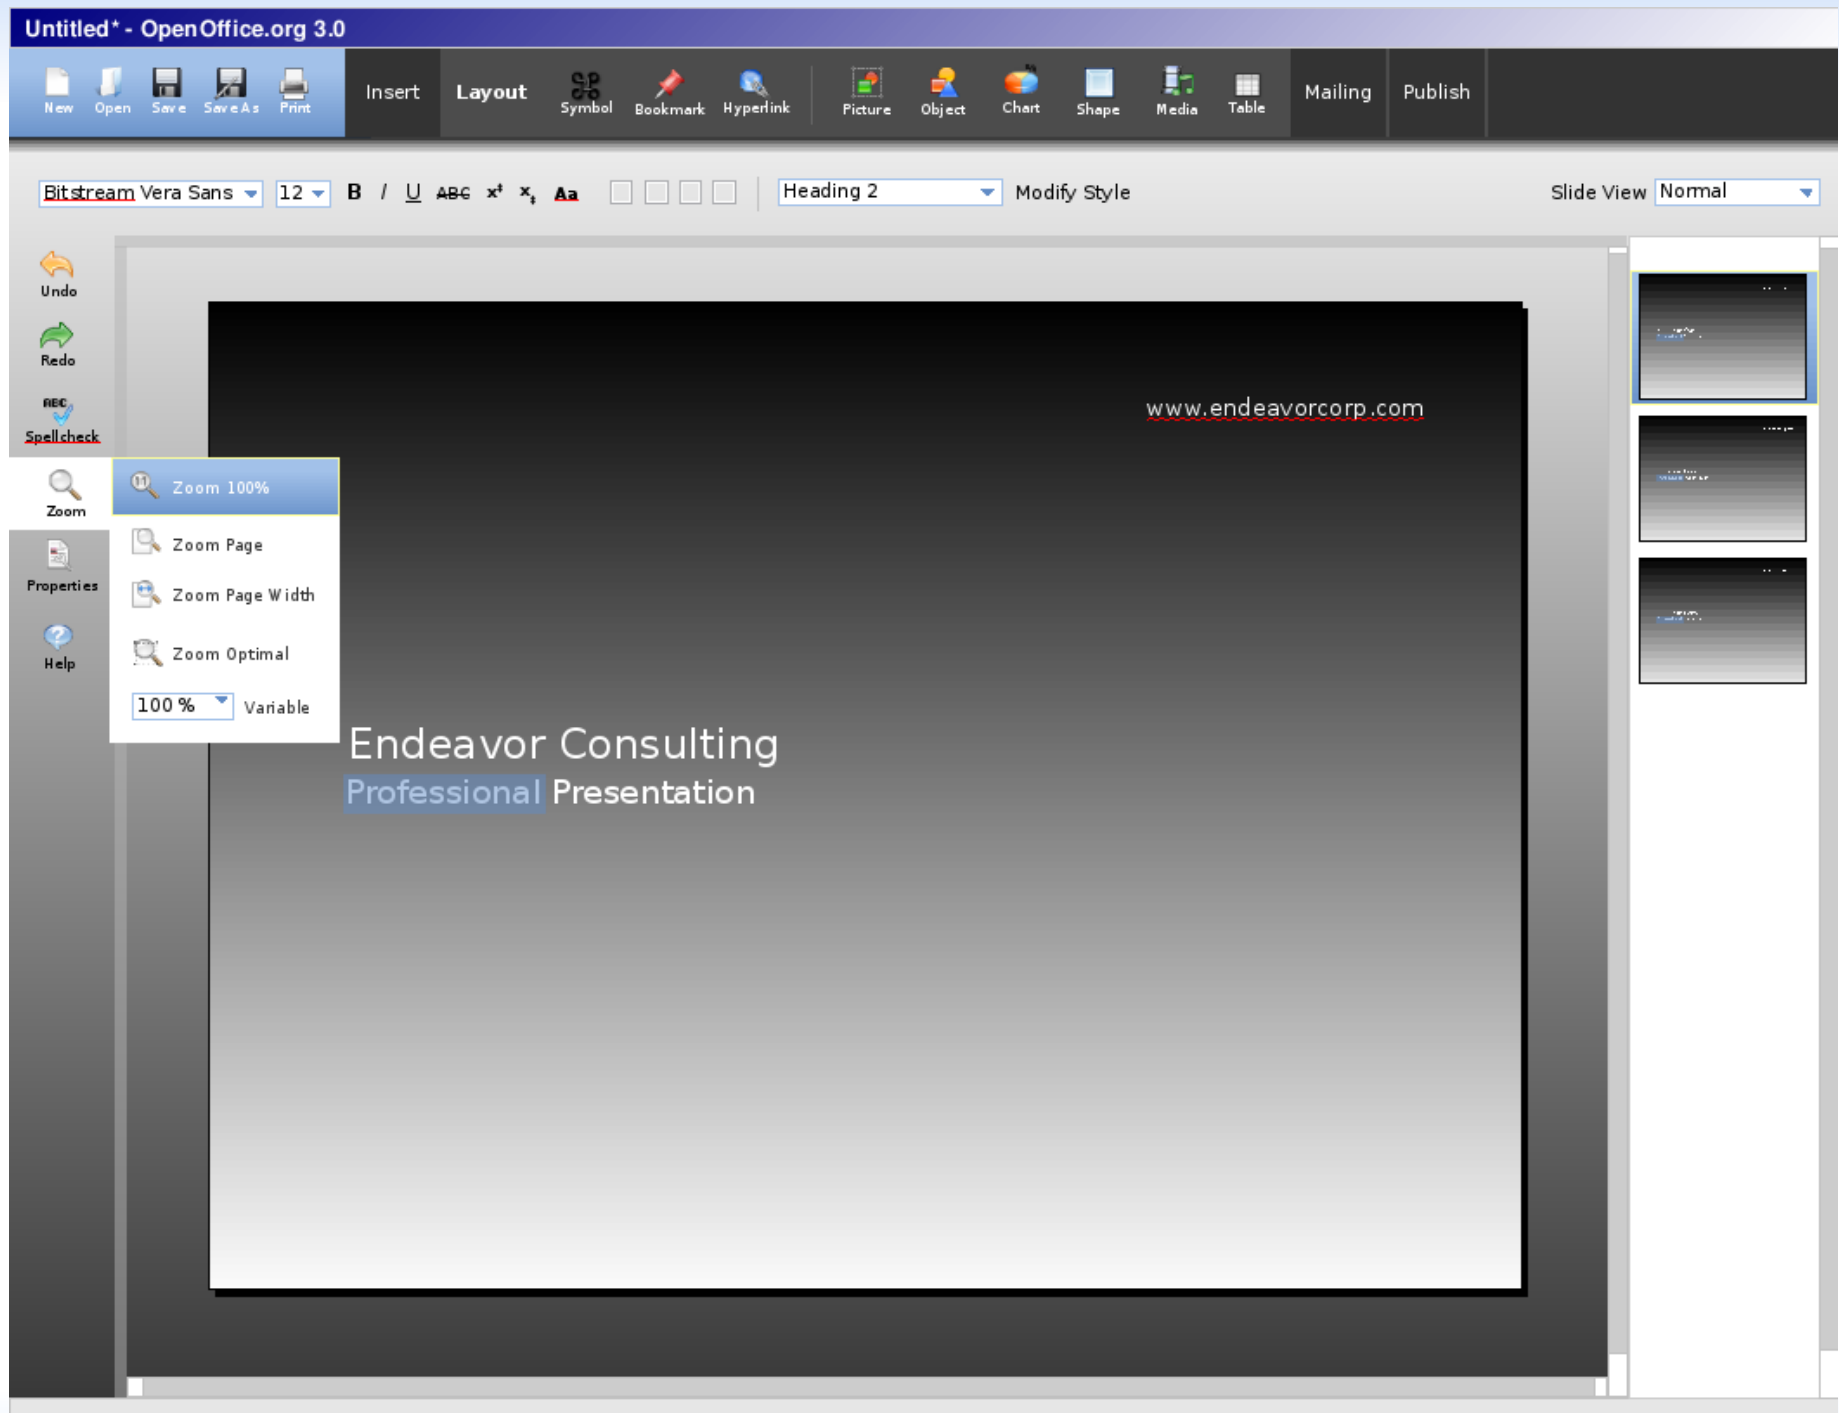 Untitled* - OpenOffice.org 3.0
New Open Save Save As Print Insert Layout Symbol Bookmark Hyperlink Picture Object Chart Shape Media Table Mailing Publish
Bitstream Vera Sans 12 B I U ABC Aa Heading 2 Modify Style Slide View Normal
Undo
Redo
ABC
Spellcheck
Zoom
Properties
Help
Zoom 100%
Zoom Page
Zoom Page Width
Zoom Optimal
100 % Variable
www.endeavorcorp.com
Endeavor Consulting
Professional Presentation